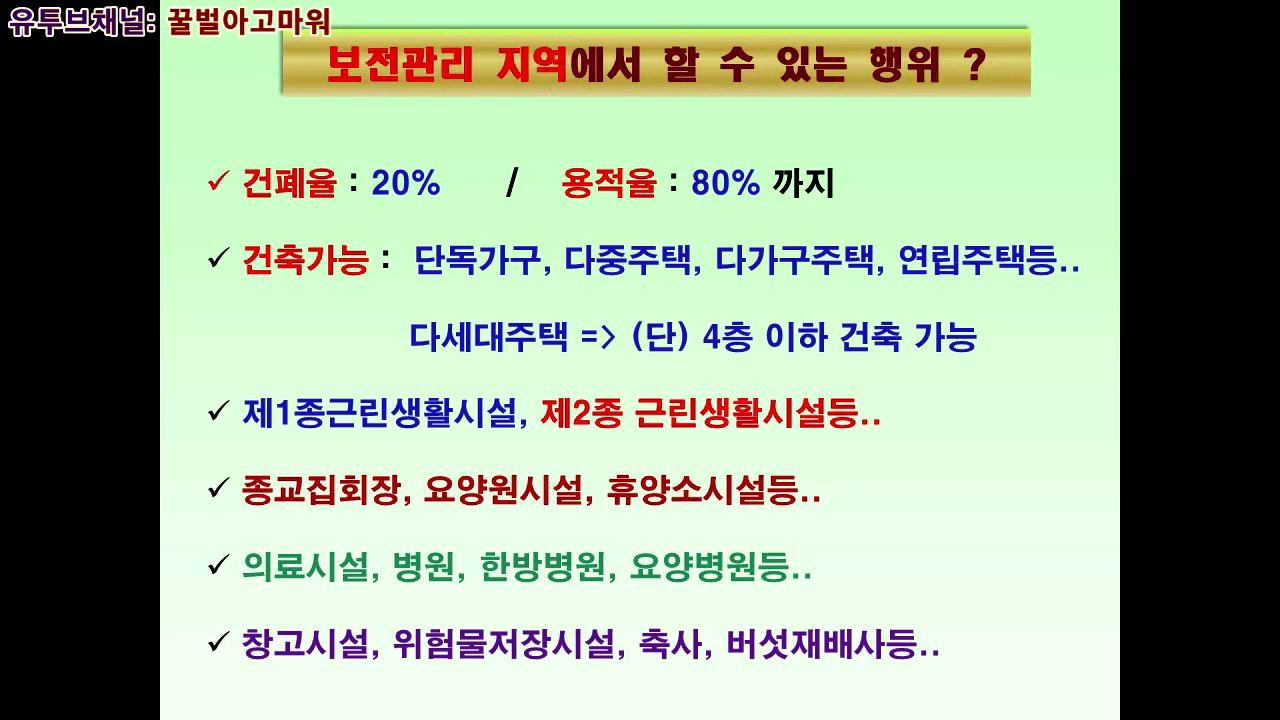 유투브채널: 꿀벌아고마워
보전관리 지역에서 할 수 있는 행위 ?
✓ 건폐율 : 20% / 용적율 : 80% 까지
✓ 건축가능 : 단독가구, 다중주택, 다가구주택, 연립주택등..
다세대주택 => (단) 4층 이하 건축 가능
✓ 제1종근린생활시설, 제2종 근린생활시설등..
✓ 종교집회장, 요양원시설, 휴양소시설등..
✓ 의료시설, 병원, 한방병원, 요양병원등..
✓ 창고시설, 위험물저장시설, 축사, 버섯재배사등..